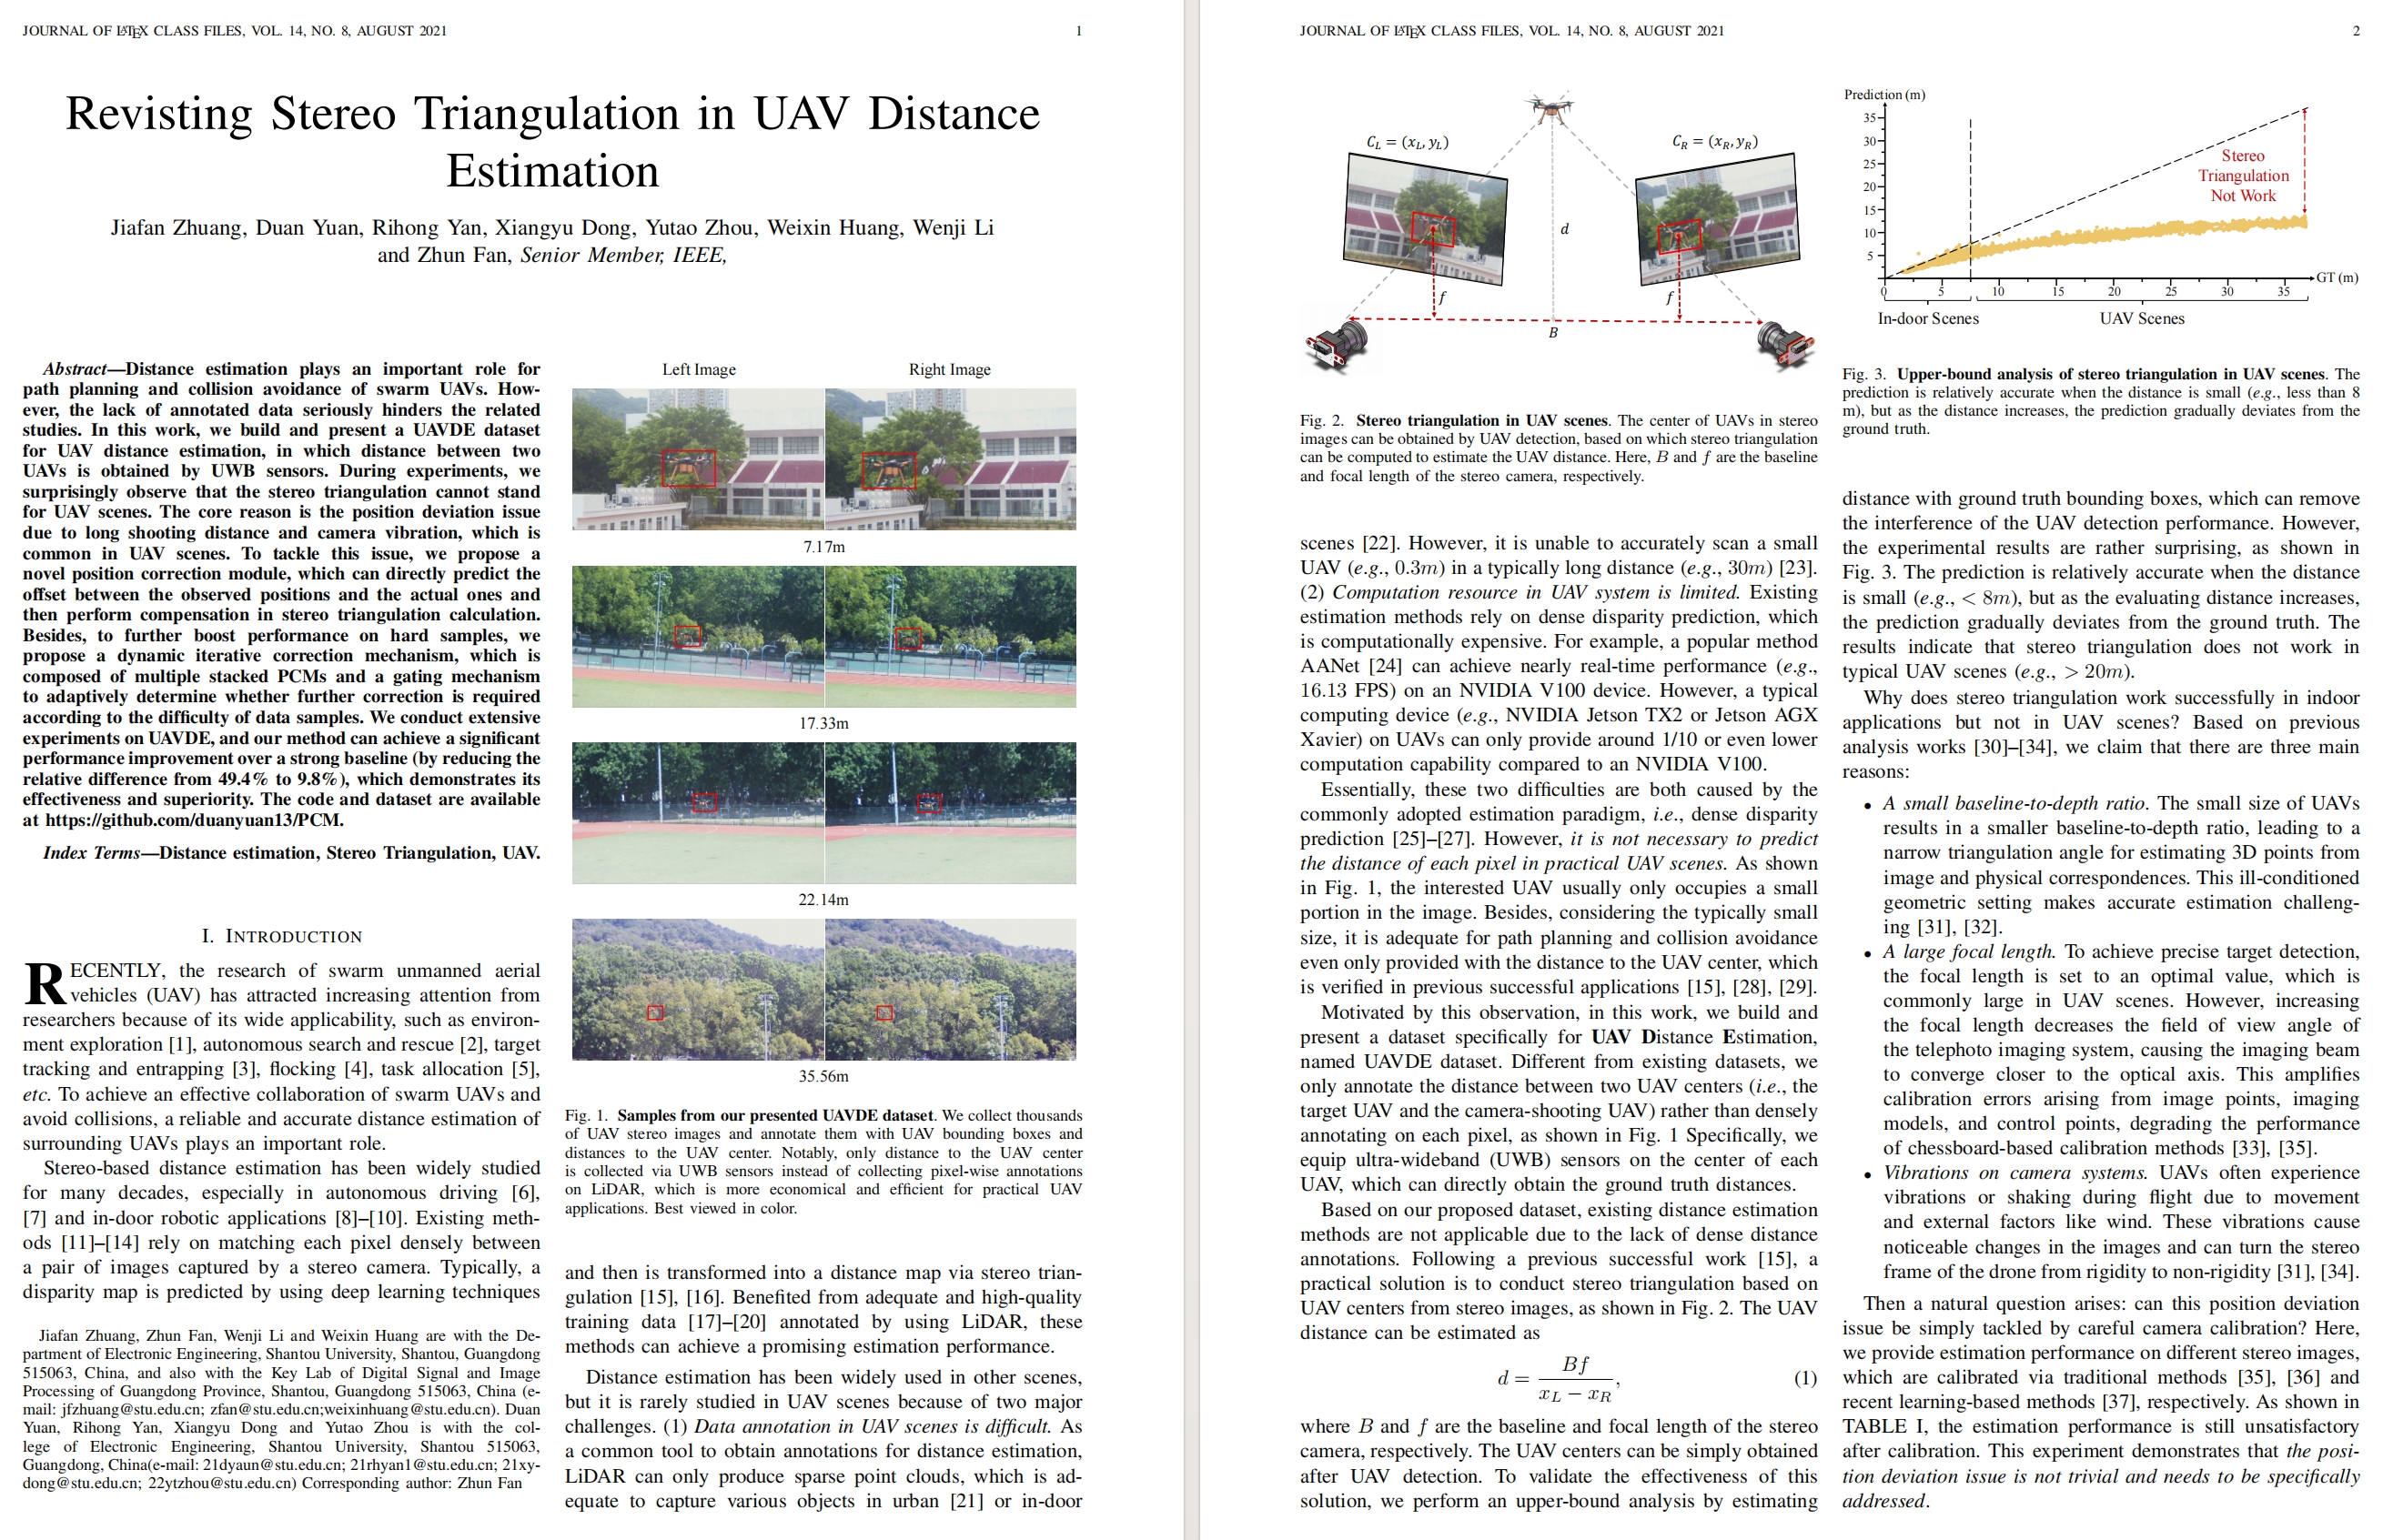 JOURNAL OF LATEX CLASS FILES, VOL. 14, NO. 8, AUGUST 2021
1
Revisting Stereo Triangulation in UAV Distance
Estimation
Jiafan Zhuang, Duan Yuan, Rihong Yan, Xiangyu Dong, Yutao Zhou, Weixin Huang, Wenji Li
and Zhun Fan, Senior Member, IEEE,
Abstract—Distance estimation plays an important role for
path planning and collision avoidance of swarm UAVs. How-
ever, the lack of annotated data seriously hinders the related
studies. In this work, we build and present a UAVDE dataset
for UAV distance estimation, in which distance between two
UAVs is obtained by UWB sensors. During experiments, we
surprisingly observe that the stereo triangulation cannot stand
for UAV scenes. The core reason is the position deviation issue
due to long shooting distance and camera vibration, which is
common in UAV scenes. To tackle this issue, we propose a
novel position correction module, which can directly predict the
offset between the observed positions and the actual ones and
then perform compensation in stereo triangulation calculation.
Besides, to further boost performance on hard samples, we
propose a dynamic iterative correction mechanism, which is
composed of multiple stacked PCMs and a gating mechanism
to adaptively determine whether further correction is required
according to the difficulty of data samples. We conduct extensive
experiments on UAVDE, and our method can achieve a significant
performance improvement over a strong baseline (by reducing the
relative difference from 49.4% to 9.8%), which demonstrates its
effectiveness and superiority. The code and dataset are available
at https://github.com/duanyuan13/PCM.
Index Terms—Distance estimation, Stereo Triangulation, UAV.
I. INTRODUCTION
RECENTLY, the research of swarm unmanned aerial
vehicles (UAV) has attracted increasing attention from
researchers because of its wide applicability, such as environ-
ment exploration [1], autonomous search and rescue [2], target
tracking and entrapping [3], flocking [4], task allocation [5],
etc. To achieve an effective collaboration of swarm UAVs and
avoid collisions, a reliable and accurate distance estimation of
surrounding UAVs plays an important role.
Stereo-based distance estimation has been widely studied
for many decades, especially in autonomous driving [6],
[7] and in-door robotic applications [8]–[10]. Existing meth-
ods [11]–[14] rely on matching each pixel densely between
a pair of images captured by a stereo camera. Typically, a
disparity map is predicted by using deep learning techniques
Jiafan Zhuang, Zhun Fan, Wenji Li and Weixin Huang are with the De-
partment of Electronic Engineering, Shantou University, Shantou, Guangdong
515063, China, and also with the Key Lab of Digital Signal and Image
Processing of Guangdong Province, Shantou, Guangdong 515063, China (e-
mail: jfzhuang@stu.edu.cn; zfan@stu.edu.cn;weixinhuang@stu.edu.cn). Duan
Yuan, Rihong Yan, Xiangyu Dong and Yutao Zhou is with the col-
lege of Electronic Engineering, Shantou University, Shantou 515063,
Guangdong, China(e-mail: 21dyaun@stu.edu.cn; 21rhyan1@stu.edu.cn; 21xy-
dong@stu.edu.cn; 22ytzhou@stu.edu.cn) Corresponding author: Zhun Fan
Left Image
Right Image
7.17m
17.33m
22.14m
35.56m
Fig. 1. Samples from our presented UAVDE dataset. We collect thousands
of UAV stereo images and annotate them with UAV bounding boxes and
distances to the UAV center. Notably, only distance to the UAV center
is collected via UWB sensors instead of collecting pixel-wise annotations
on LiDAR, which is more economical and efficient for practical UAV
applications. Best viewed in color.
and then is transformed into a distance map via stereo trian-
gulation [15], [16]. Benefited from adequate and high-quality
training data [17]–[20] annotated by using LiDAR, these
methods can achieve a promising estimation performance.
Distance estimation has been widely used in other scenes,
but it is rarely studied in UAV scenes because of two major
challenges. (1) Data annotation in UAV scenes is difficult. As
a common tool to obtain annotations for distance estimation,
LiDAR can only produce sparse point clouds, which is ad-
equate to capture various objects in urban [21] or in-door
JOURNAL OF LATEX CLASS FILES, VOL. 14, NO. 8, AUGUST 2021
2
C_L = (x_L, y_L)
C_R = (x_R, y_R)
d
f
f
B
Fig. 2. Stereo triangulation in UAV scenes. The center of UAVs in stereo
images can be obtained by UAV detection, based on which stereo triangulation
can be computed to estimate the UAV distance. Here, B and f are the baseline
and focal length of the stereo camera, respectively.
scenes [22]. However, it is unable to accurately scan a small
UAV (e.g., 0.3m) in a typically long distance (e.g., 30m) [23].
(2) Computation resource in UAV system is limited. Existing
estimation methods rely on dense disparity prediction, which
is computationally expensive. For example, a popular method
AANet [24] can achieve nearly real-time performance (e.g.,
16.13 FPS) on an NVIDIA V100 device. However, a typical
computing device (e.g., NVIDIA Jetson TX2 or Jetson AGX
Xavier) on UAVs can only provide around 1/10 or even lower
computation capability compared to an NVIDIA V100.
Essentially, these two difficulties are both caused by the
commonly adopted estimation paradigm, i.e., dense disparity
prediction [25]–[27]. However, it is not necessary to predict
the distance of each pixel in practical UAV scenes. As shown
in Fig. 1, the interested UAV usually only occupies a small
portion in the image. Besides, considering the typically small
size, it is adequate for path planning and collision avoidance
even only provided with the distance to the UAV center, which
is verified in previous successful applications [15], [28], [29].
Motivated by this observation, in this work, we build and
present a dataset specifically for UAV Distance Estimation,
named UAVDE dataset. Different from existing datasets, we
only annotate the distance between two UAV centers (i.e., the
target UAV and the camera-shooting UAV) rather than densely
annotating on each pixel, as shown in Fig. 1 Specifically, we
equip ultra-wideband (UWB) sensors on the center of each
UAV, which can directly obtain the ground truth distances.
Based on our proposed dataset, existing distance estimation
methods are not applicable due to the lack of dense distance
annotations. Following a previous successful work [15], a
practical solution is to conduct stereo triangulation based on
UAV centers from stereo images, as shown in Fig. 2. The UAV
distance can be estimated as
d = Bf / (x_L − x_R), (1)
where B and f are the baseline and focal length of the stereo
camera, respectively. The UAV centers can be simply obtained
after UAV detection. To validate the effectiveness of this
solution, we perform an upper-bound analysis by estimating
Prediction (m)
35
30
25
20
15
10
5
Stereo
Triangulation
Not Work
GT (m)
0 5 10 15 20 25 30 35
In-door Scenes
UAV Scenes
Fig. 3. Upper-bound analysis of stereo triangulation in UAV scenes. The
prediction is relatively accurate when the distance is small (e.g., less than 8
m), but as the distance increases, the prediction gradually deviates from the
ground truth.
distance with ground truth bounding boxes, which can remove
the interference of the UAV detection performance. However,
the experimental results are rather surprising, as shown in
Fig. 3. The prediction is relatively accurate when the distance
is small (e.g., < 8m), but as the evaluating distance increases,
the prediction gradually deviates from the ground truth. The
results indicate that stereo triangulation does not work in
typical UAV scenes (e.g., > 20m).
Why does stereo triangulation work successfully in indoor
applications but not in UAV scenes? Based on previous
analysis works [30]–[34], we claim that there are three main
reasons:
• A small baseline-to-depth ratio. The small size of UAVs
results in a smaller baseline-to-depth ratio, leading to a
narrow triangulation angle for estimating 3D points from
image and physical correspondences. This ill-conditioned
geometric setting makes accurate estimation challeng-
ing [31], [32].
• A large focal length. To achieve precise target detection,
the focal length is set to an optimal value, which is
commonly large in UAV scenes. However, increasing
the focal length decreases the field of view angle of
the telephoto imaging system, causing the imaging beam
to converge closer to the optical axis. This amplifies
calibration errors arising from image points, imaging
models, and control points, degrading the performance
of chessboard-based calibration methods [33], [35].
• Vibrations on camera systems. UAVs often experience
vibrations or shaking during flight due to movement
and external factors like wind. These vibrations cause
noticeable changes in the images and can turn the stereo
frame of the drone from rigidity to non-rigidity [31], [34].
Then a natural question arises: can this position deviation
issue be simply tackled by careful camera calibration? Here,
we provide estimation performance on different stereo images,
which are calibrated via traditional methods [35], [36] and
recent learning-based methods [37], respectively. As shown in
TABLE I, the estimation performance is still unsatisfactory
after calibration. This experiment demonstrates that the posi-
tion deviation issue is not trivial and needs to be specifically
addressed.